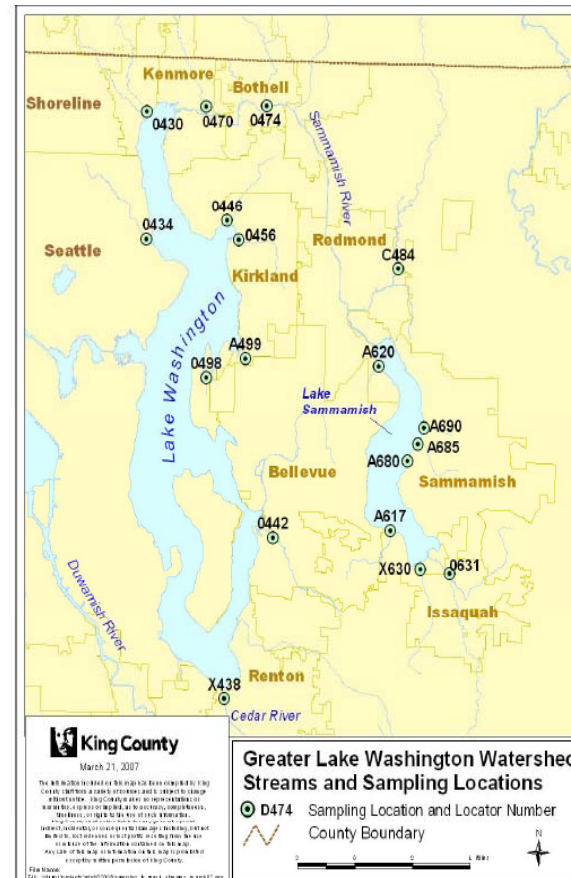 Kenmore
Bothell
Shoreline
0430
0470
0474
Sammamish River
0446
0434
0456
Redmond
Seattle
C484
Kirkland
Lake Washington
A499
A620
0498
Lake
Sammamish
A690
A685
A680
Bellevue
Sammamish
A617
0442
X630
0631
Duwamish River
Issaquah
Renton
X438
Cedar River
King County
March 21, 2007
Greater Lake Washington Watershed
Streams and Sampling Locations
D474 Sampling Location and Locator Number
County Boundary
N